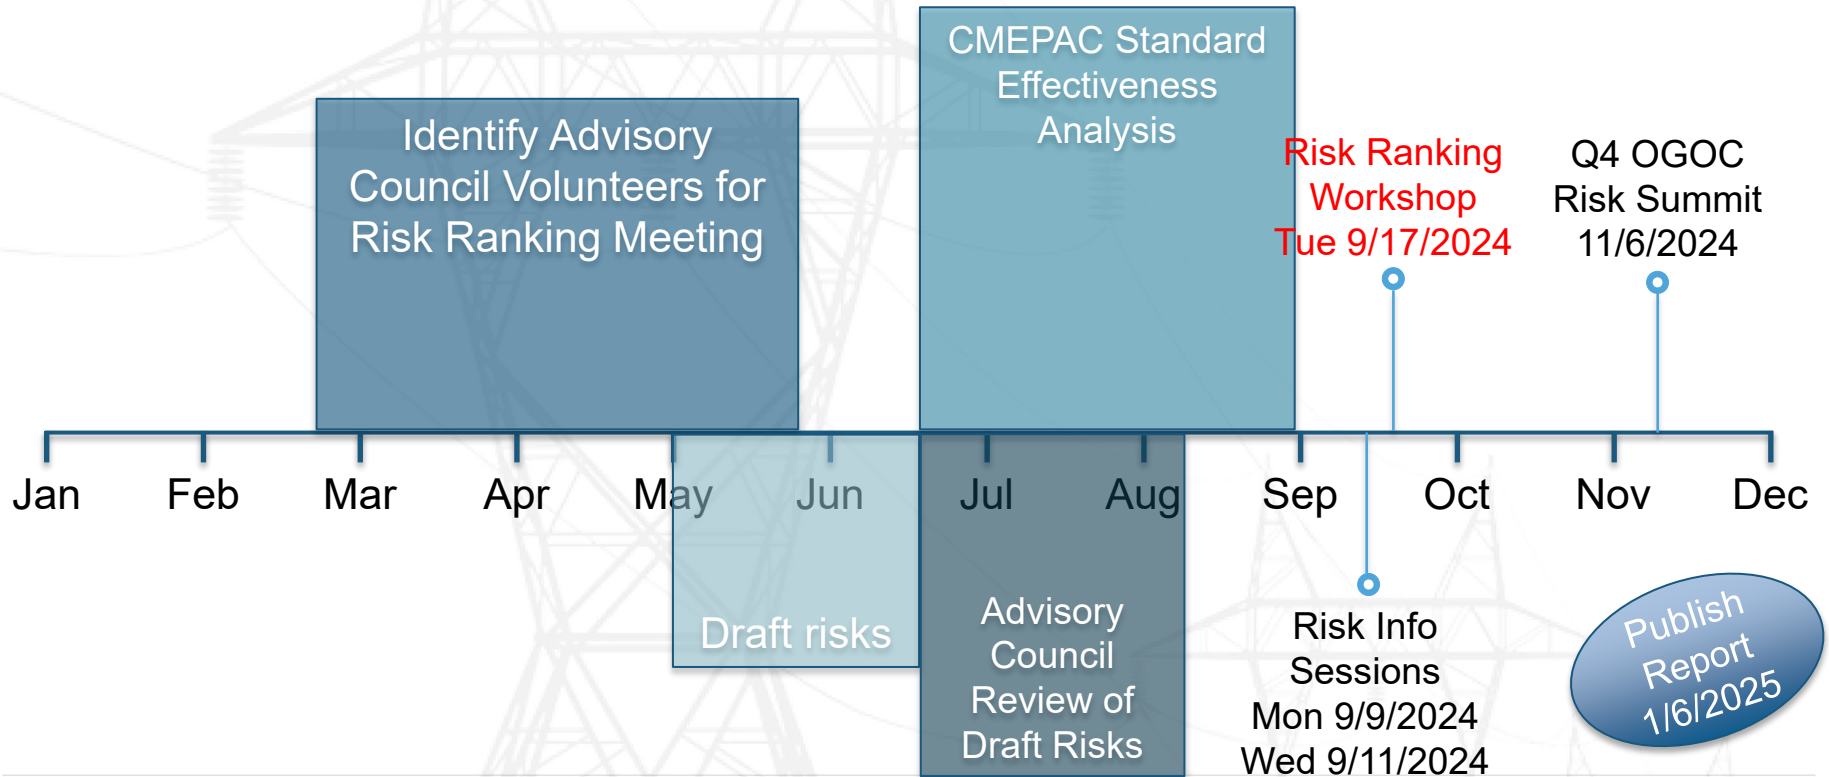 CMEPAC Standard
Effectiveness
Analysis
Identify Advisory
Council Volunteers for
Risk Ranking Meeting
Risk Ranking
Workshop
Tue 9/17/2024
Q4 OGOC
Risk Summit
11/6/2024
Jan Feb Mar Apr May Jun Jul Aug Sep Oct Nov Dec
Draft risks
Advisory
Council
Review of
Draft Risks
Risk Info
Sessions
Mon 9/9/2024
Wed 9/11/2024
Publish
Report
1/6/2025